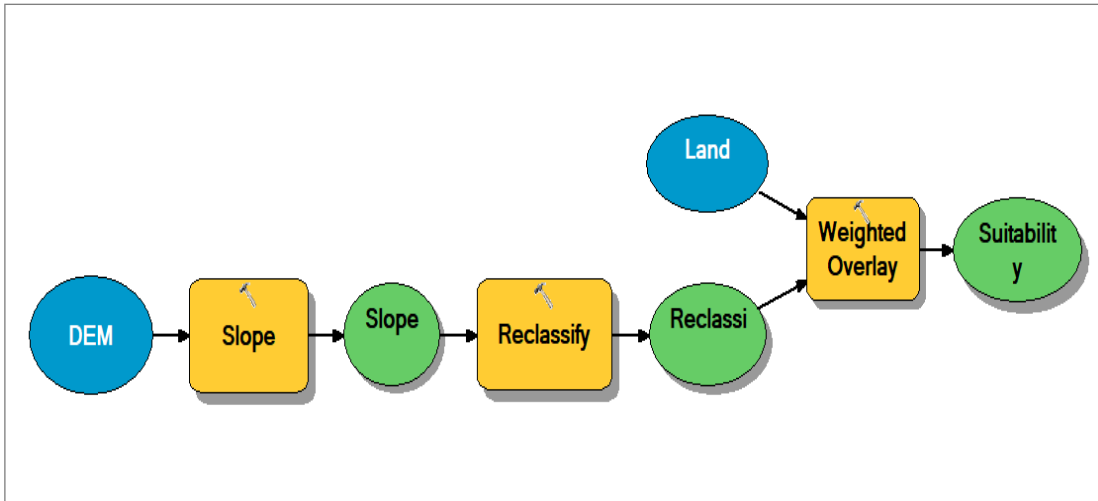 Land
Weighted
Overlay
Suitabilit
y
DEM
Slope
Slope
Reclassify
Reclassi